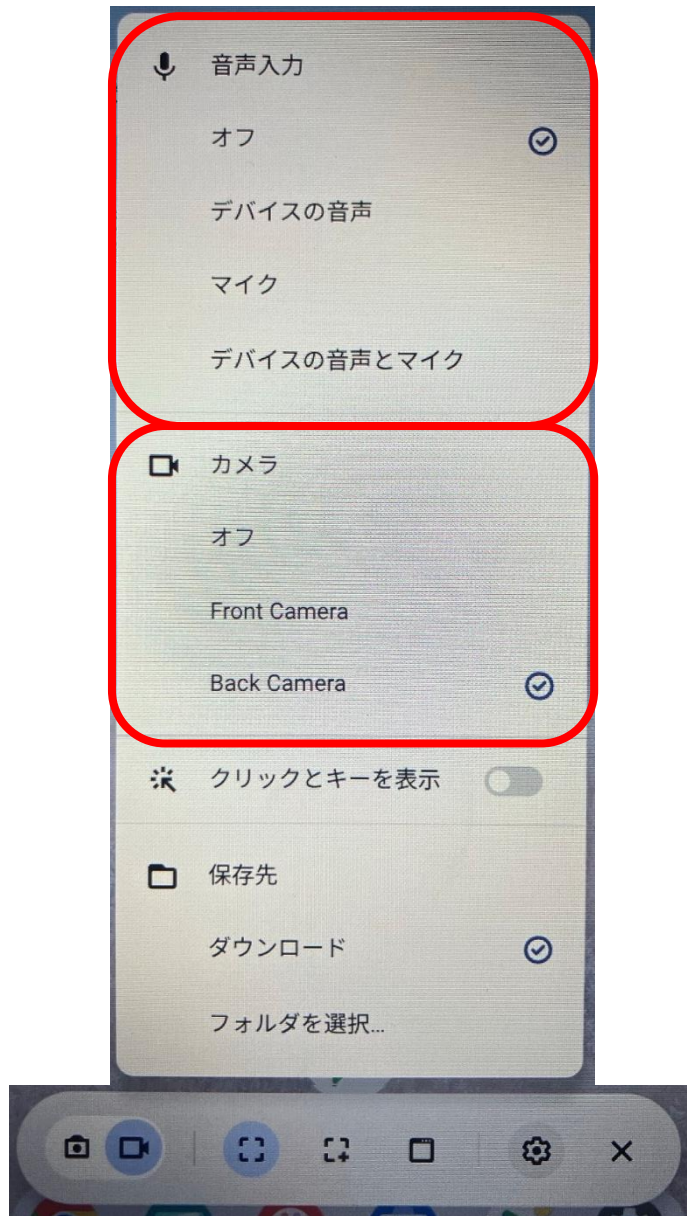 音声入力
オフ
デバイスの音声
マイク
デバイスの音声とマイク
カメラ
オフ
Front Camera
Back Camera
クリックとキーを表示
保存先
ダウンロード
フォルダを選択...